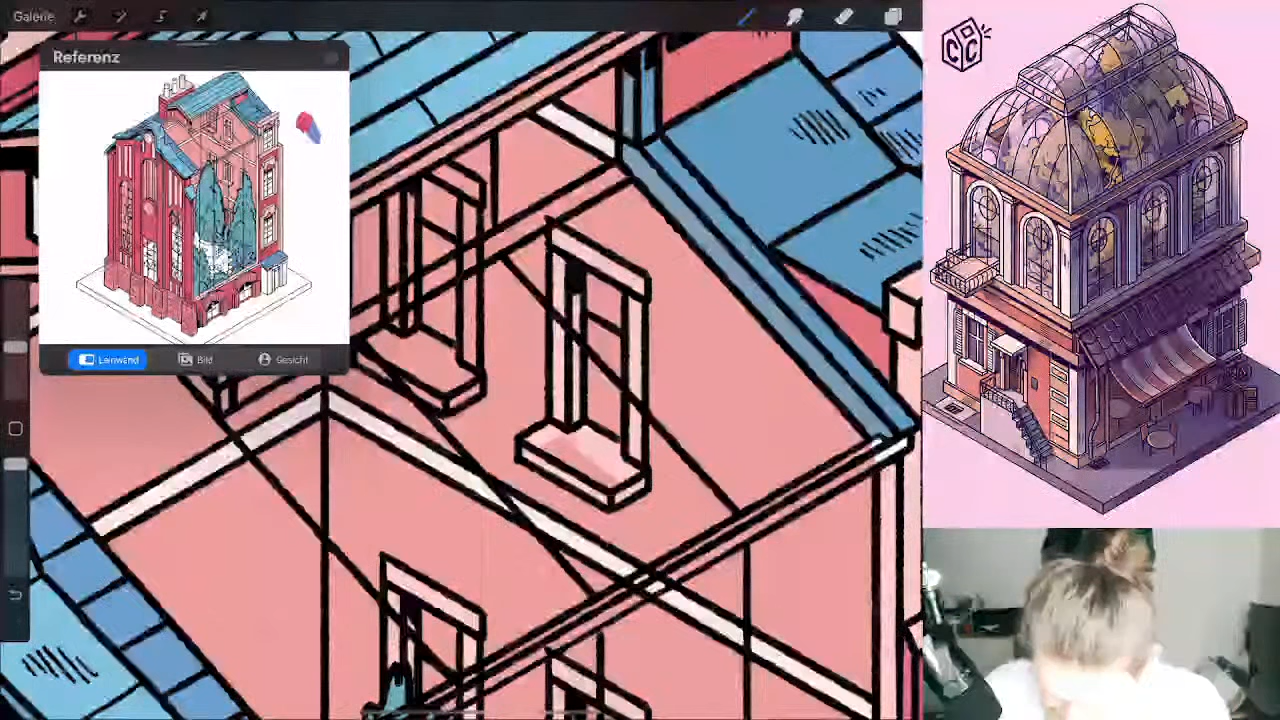 Galerie
Referenz
Leinwand
Bild
Gesicht
CC